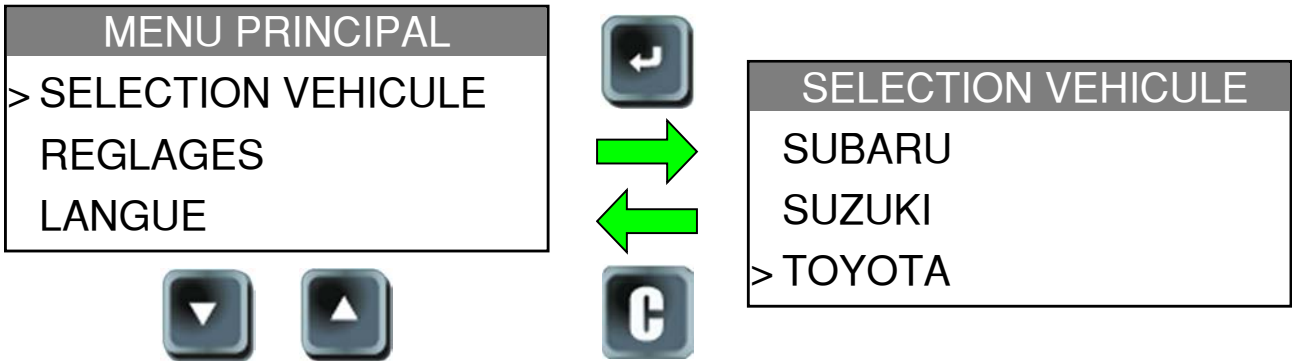 MENU PRINCIPAL
> SELECTION VEHICULE
REGLAGES
LANGUE
C
SELECTION VEHICULE
SUBARU
SUZUKI
> TOYOTA